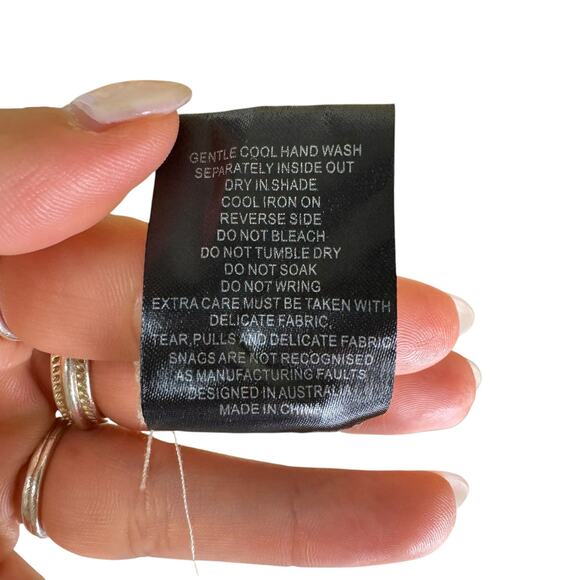 GENTLE COOL HAND WASH
SEPARATELY INSIDE OUT
DRY IN SHADE
COOL IRON ON
REVERSE SIDE
DO NOT BLEACH
DO NOT TUMBLE DRY
DO NOT SOAK
DO NOT WRING
EXTRA CARE MUST BE TAKEN WITH
DELICATE FABRIC.
TEAR, PULLS AND DELICATE FABRIC
SNAGS ARE NOT RECOGNISED
AS MANUFACTURING FAULTS
DESIGNED IN AUSTRALIA
MADE IN CHINA